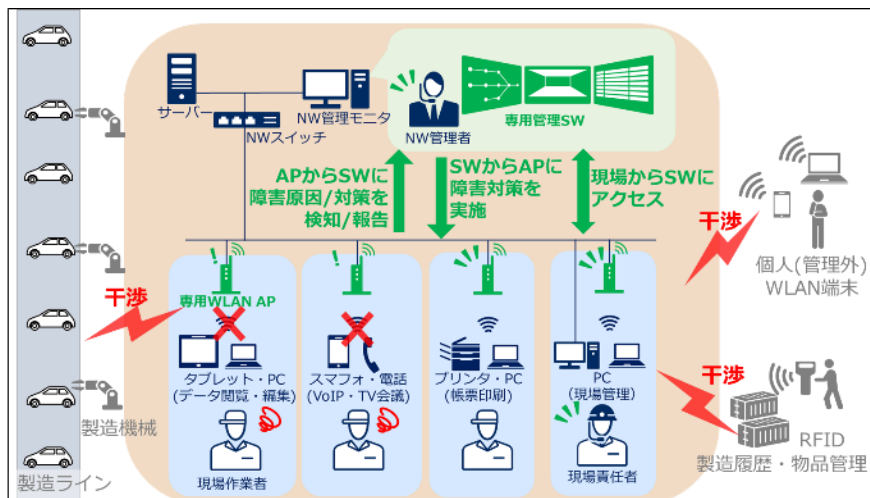 サーバー
NWスイッチ
NW管理モニタ
NW管理者
専用管理SW
APからSWに
障害原因/対策を
検知/報告
SWからAPに
障害対策を
実施
現場からSWに
アクセス
干渉
個人(管理外)
WLAN端末
干渉
専用WLAN AP
タブレット・PC
(データ閲覧・編集)
現場作業者
スマフォ・電話
(VoIP・TV会議)
プリンタ・PC
(帳票印刷)
PC
(現場管理)
現場責任者
干渉
RFID
製造履歴・物品管理
製造機械
製造ライン